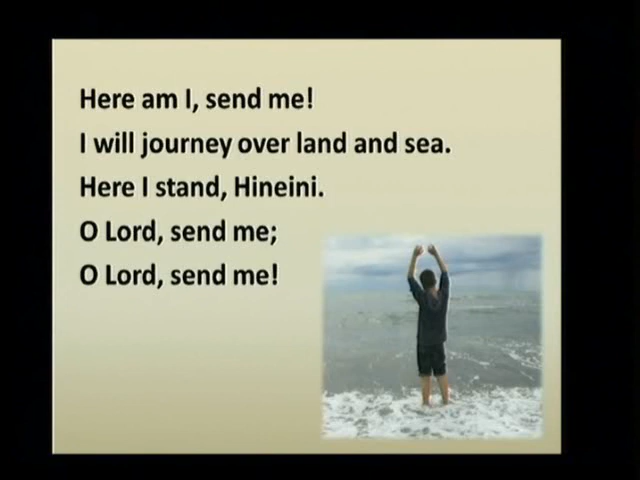 Here am I, send me!
I will journey over land and sea.
Here I stand, Hineini.
O Lord, send me;
O Lord, send me!